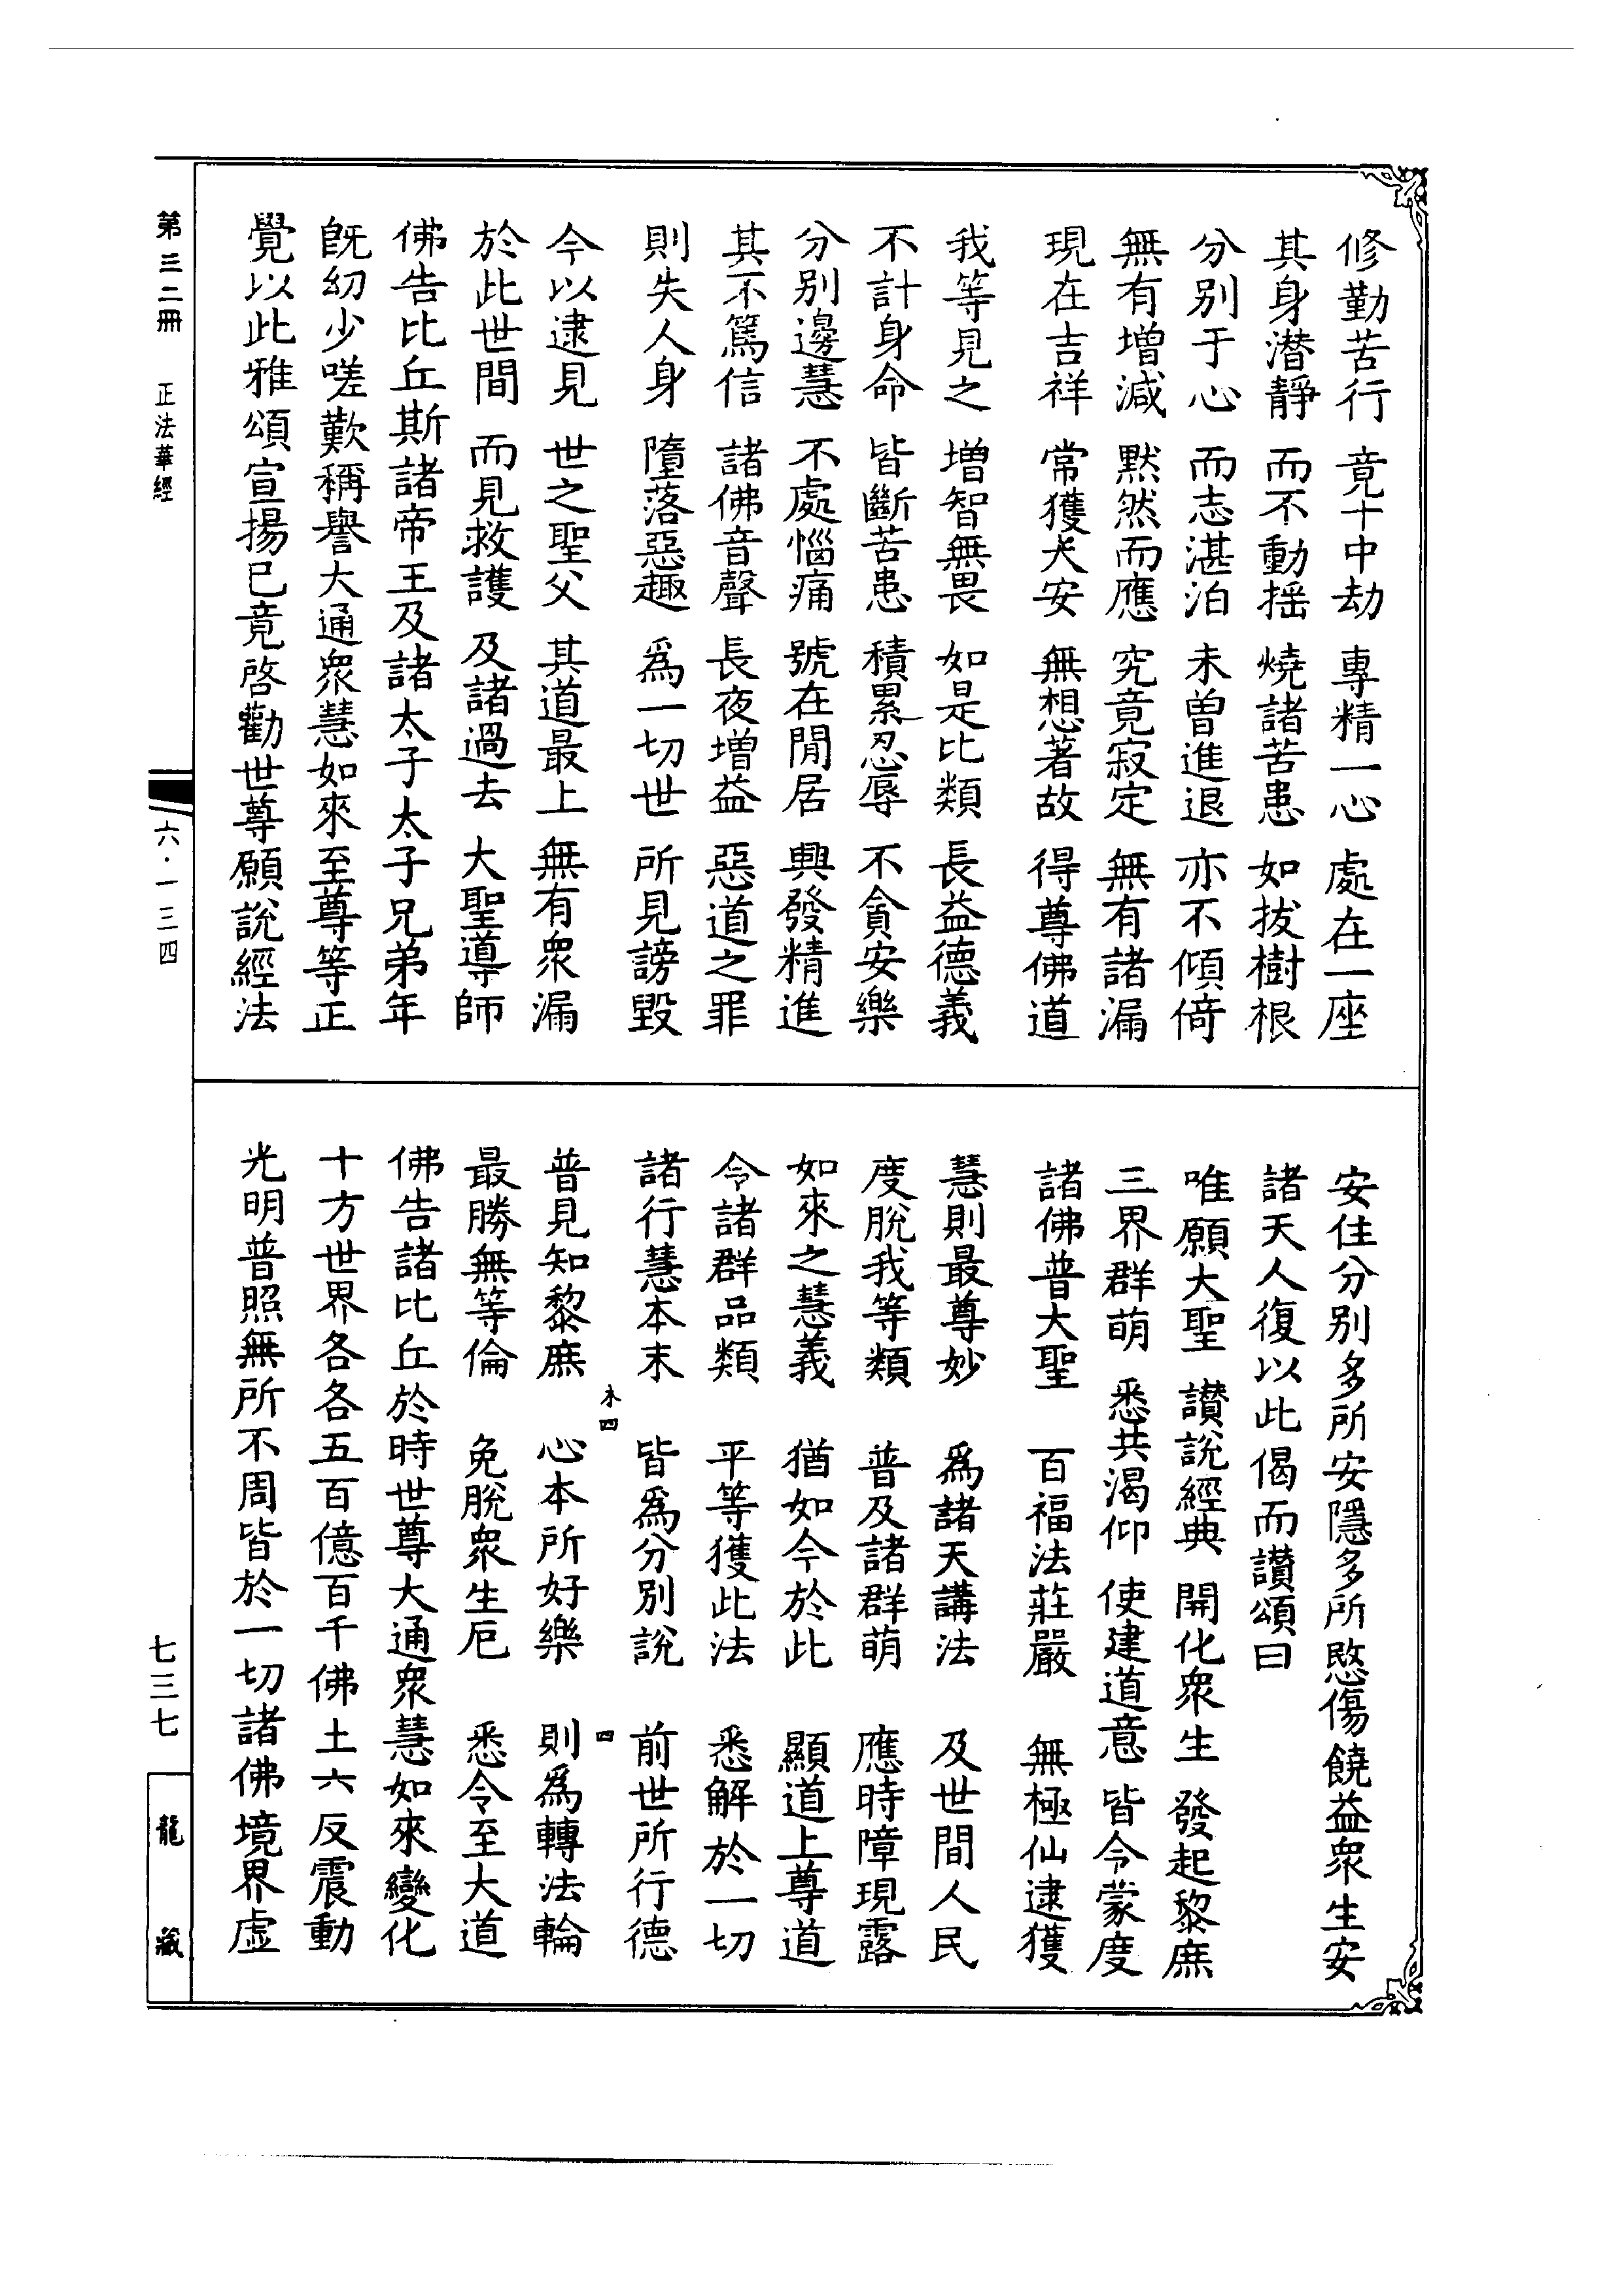 修勤苦行　竟十中劫　專精一心　處在一座
其身潛靜　而不動搖　燒諸苦患　如拔樹根
分別于心　而志湛泊　未曾進退　亦不傾倚
無有增減　默然而應　究竟寂定　無有諸漏
現在吉祥　常獲大安　無想著故　得尊佛道
我等見之　增智無畏　如是比類　長益德義
不計身命　皆斷苦患　積累忍辱　不貪安樂
分別邊慧　不處惱痛　號在閒居　興發精進
其不篤信　諸佛音聲　長夜增益　惡道之罪
則失人身　墮落惡趣　爲一切世　所見謗毀
今以逮見　世之聖父　其道最上　無有衆漏
於此世間　而見救護　及諸過去　大聖導師
佛告比丘斯諸帝王及諸太子太子兄弟年
旣幼少嗟歎稱譽大通衆慧如來至尊等正
覺以此雅頌宣揚已竟啓勸世尊願說經法
安住分別多所安隱多所愍傷饒益衆生安
諸天人復以此偈而讃頌曰
唯願大聖　讃說經典　開化衆生　發起黎庶
三界群萌　悉共渴仰　使建道意　皆令蒙度
諸佛普大聖　百福法莊嚴　無極仙逮獲
慧則最尊妙　爲諸天講法　及世間人民
度脫我等類　普及諸群萌　應時障現露
如來之慧義　猶如今於此　顯道上尊道
令諸群品類　平等獲此法　悉解於一切
諸行慧本末　皆爲分別說　前世所行德
木四　四
普見知黎庶　心本所好樂　則爲轉法輪
最勝無等倫　免脫衆生厄　悉令至大道
佛告諸比丘於時世尊大通衆慧如來變化
十方世界各各五百億百千佛土六反震動
光明普照無所不周皆於一切諸佛境界虛
第三二冊　正法華經　六·一三四　七三七　龍藏